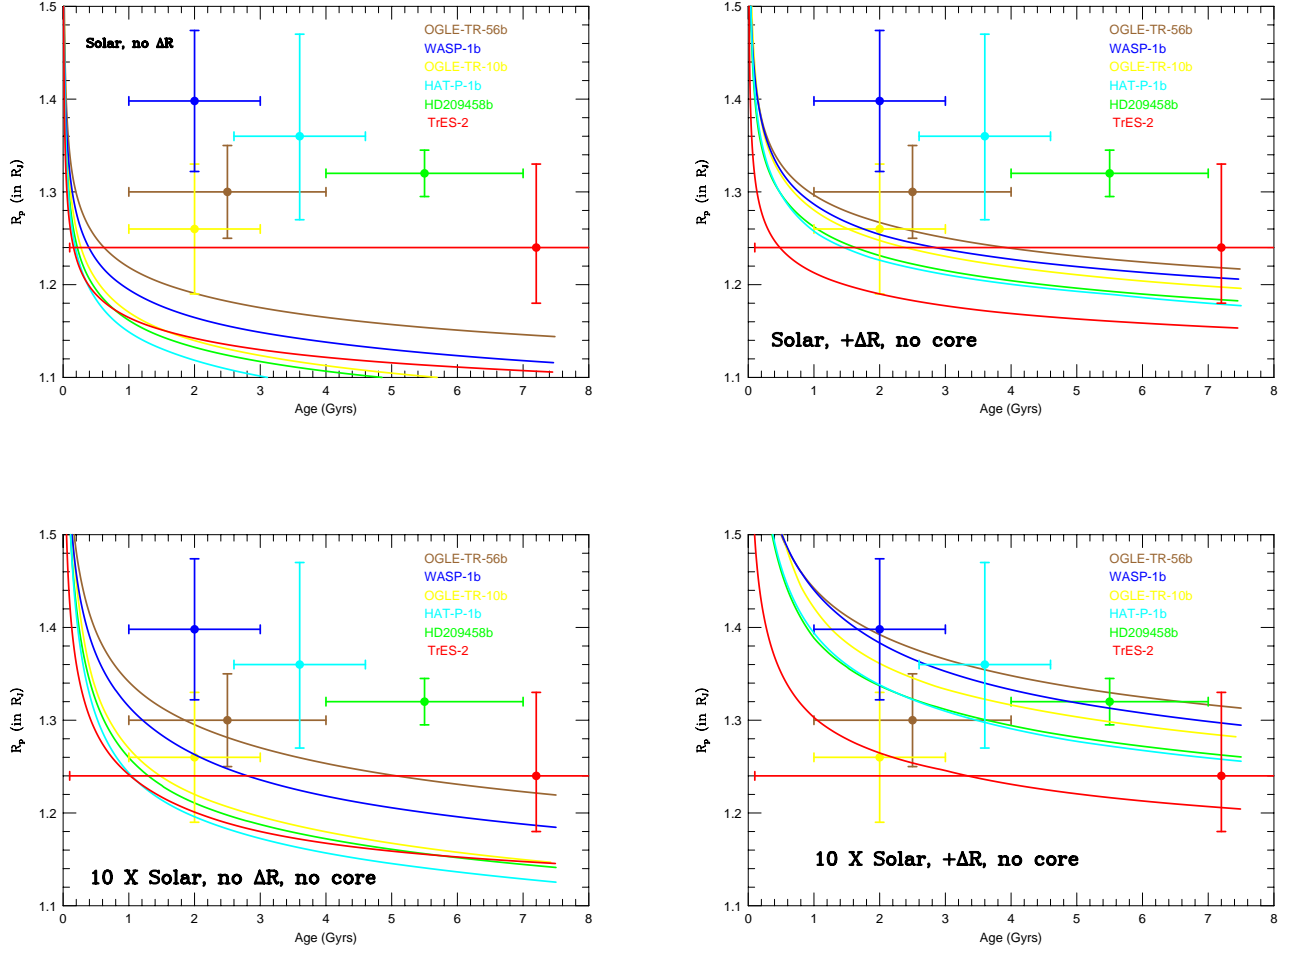 1.5
1.4
1.3
1.2
1.1
R_p (in R_J)
Solar, no ΔR
OGLE-TR-56b
WASP-1b
OGLE-TR-10b
HAT-P-1b
HD209458b
TrES-2
0 1 2 3 4 5 6 7 8
Age (Gyrs)
1.5
1.4
1.3
1.2
1.1
R_p (in R_J)
OGLE-TR-56b
WASP-1b
OGLE-TR-10b
HAT-P-1b
HD209458b
TrES-2
Solar, +ΔR, no core
0 1 2 3 4 5 6 7 8
Age (Gyrs)
1.5
1.4
1.3
1.2
1.1
R_p (in R_J)
OGLE-TR-56b
WASP-1b
OGLE-TR-10b
HAT-P-1b
HD209458b
TrES-2
10 X Solar, no ΔR, no core
0 1 2 3 4 5 6 7 8
Age (Gyrs)
1.5
1.4
1.3
1.2
1.1
R_p (in R_J)
OGLE-TR-56b
WASP-1b
OGLE-TR-10b
HAT-P-1b
HD209458b
TrES-2
10 X Solar, +ΔR, no core
0 1 2 3 4 5 6 7 8
Age (Gyrs)